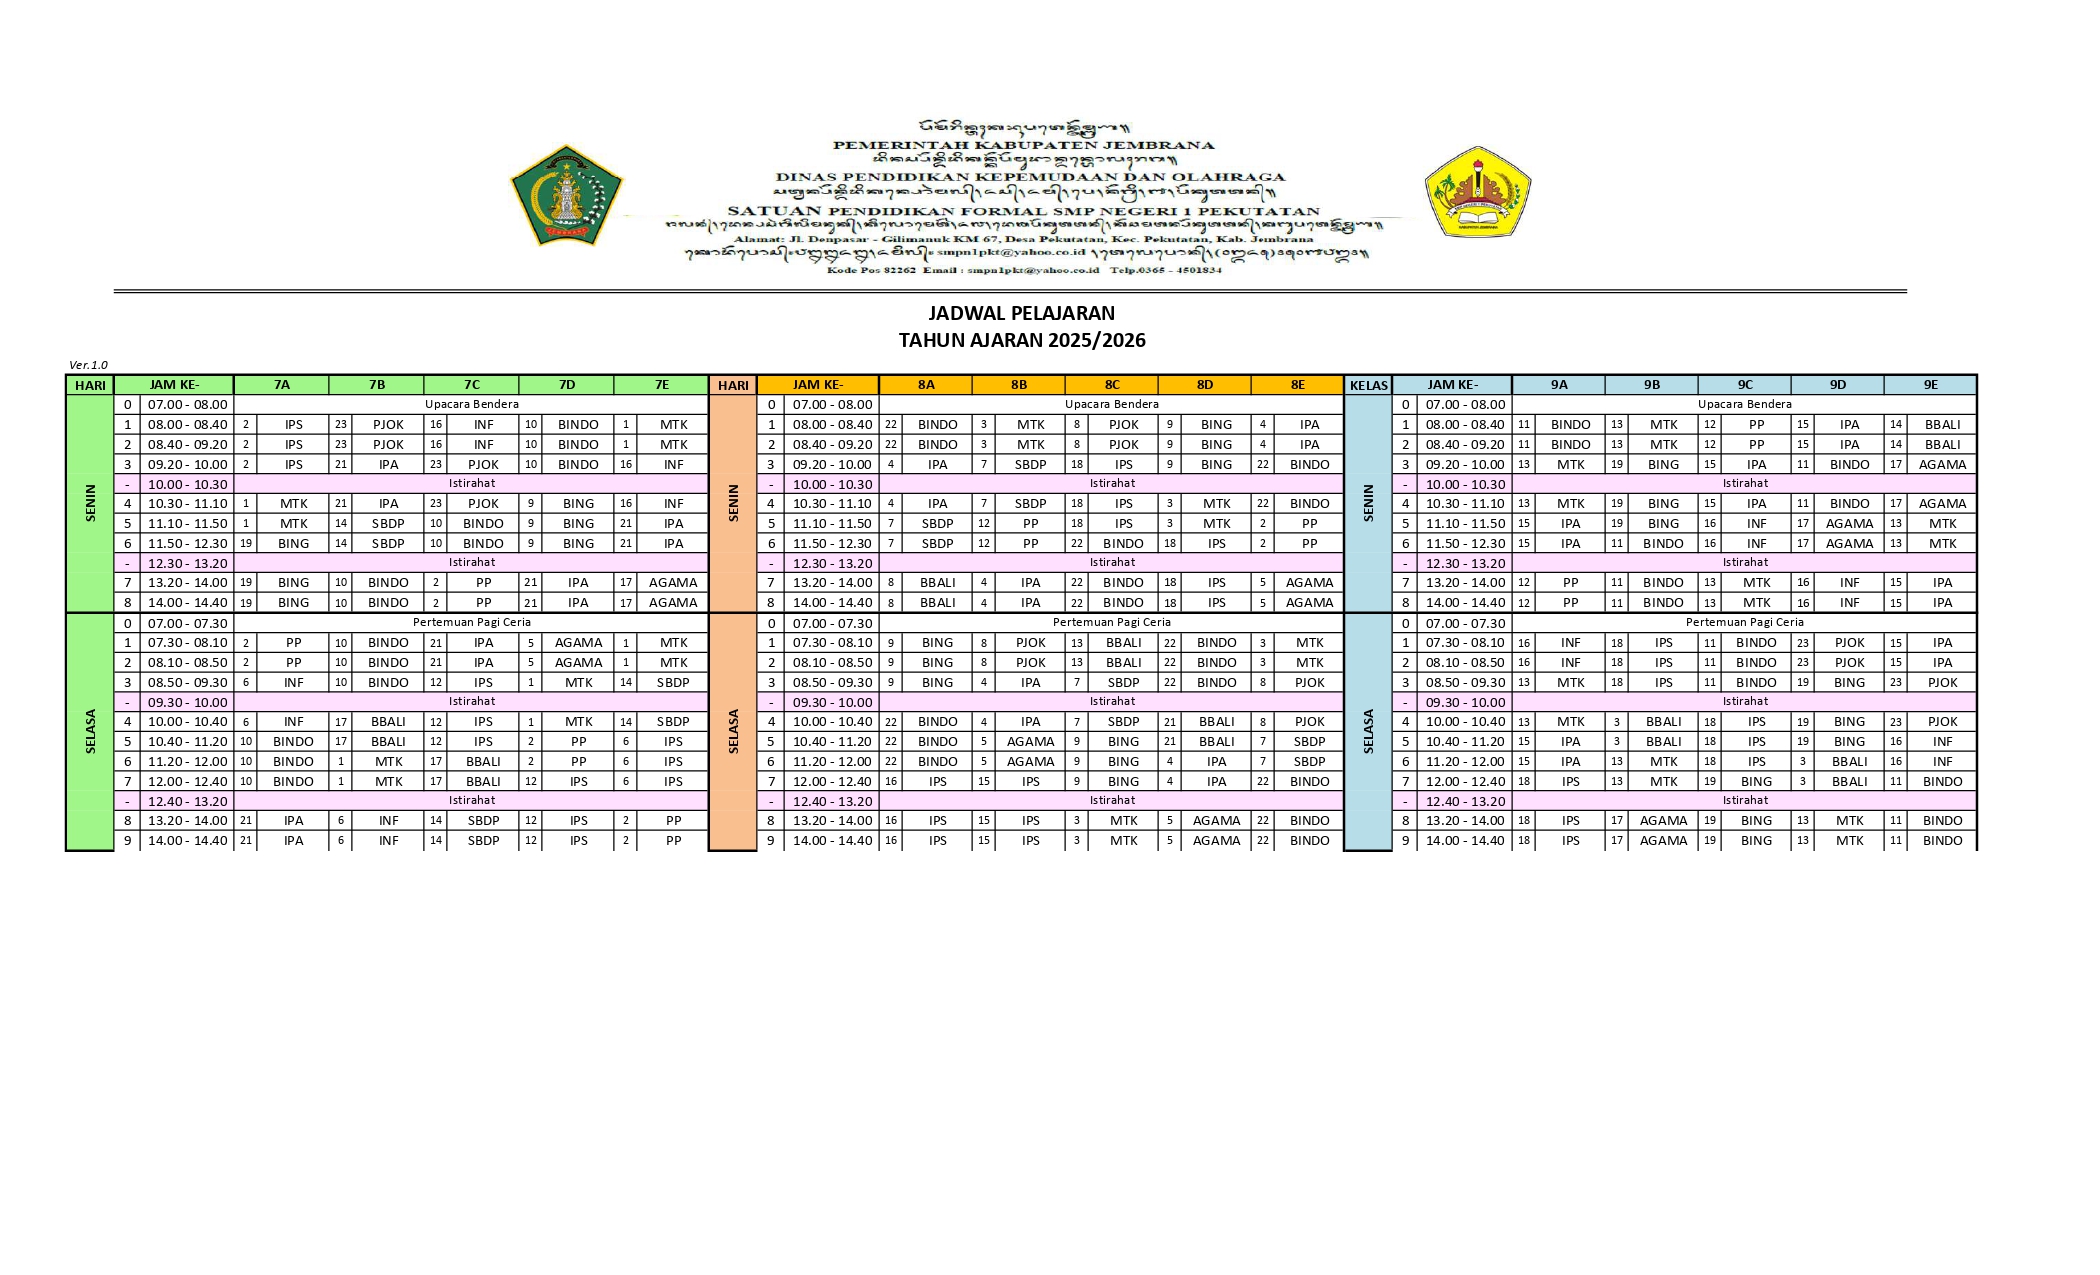 PEMERINTAH KABUPATEN JEMBRANA
DINAS PENDIDIKAN KEPEMUDAAN DAN OLAHRAGA
SATUAN PENDIDIKAN FORMAL SMP NEGERI 1 PEKUTATAN
Alamat: Jl. Denpasar - Gilimanuk KM 67, Desa Pekutatan, Kec. Pekutatan, Kab. Jembrana
smpn1pkt@yahoo.co.id
Kode Pos 82262 Email : smpn1pkt@yahoo.co.id Telp.0365 - 4501834
JADWAL PELAJARAN
TAHUN AJARAN 2025/2026
Ver.1.0
HARI JAM KE- 7A 7B 7C 7D 7E HARI JAM KE- 8A 8B 8C 8D 8E KELAS JAM KE- 9A 9B 9C 9D 9E
SENIN SENIN SENIN
0 07.00 - 08.00 Upacara Bendera 0 07.00 - 08.00 Upacara Bendera 0 07.00 - 08.00 Upacara Bendera
1 08.00 - 08.40 2 IPS 23 PJOK 16 INF 10 BINDO 1 MTK 1 08.00 - 08.40 22 BINDO 3 MTK 8 PJOK 9 BING 4 IPA 1 08.00 - 08.40 11 BINDO 13 MTK 12 PP 15 IPA 14 BBALI
2 08.40 - 09.20 2 IPS 23 PJOK 16 INF 10 BINDO 1 MTK 2 08.40 - 09.20 22 BINDO 3 MTK 8 PJOK 9 BING 4 IPA 2 08.40 - 09.20 11 BINDO 13 MTK 12 PP 15 IPA 14 BBALI
3 09.20 - 10.00 2 IPS 21 IPA 23 PJOK 10 BINDO 16 INF 3 09.20 - 10.00 4 IPA 7 SBDP 18 IPS 9 BING 22 BINDO 3 09.20 - 10.00 13 MTK 19 BING 15 IPA 11 BINDO 17 AGAMA
- 10.00 - 10.30 Istirahat - 10.00 - 10.30 Istirahat - 10.00 - 10.30 Istirahat
4 10.30 - 11.10 1 MTK 21 IPA 23 PJOK 9 BING 16 INF 4 10.30 - 11.10 4 IPA 7 SBDP 18 IPS 3 MTK 22 BINDO 4 10.30 - 11.10 13 MTK 19 BING 15 IPA 11 BINDO 17 AGAMA
5 11.10 - 11.50 1 MTK 14 SBDP 10 BINDO 9 BING 21 IPA 5 11.10 - 11.50 7 SBDP 12 PP 18 IPS 3 MTK 2 PP 5 11.10 - 11.50 15 IPA 19 BING 16 INF 17 AGAMA 13 MTK
6 11.50 - 12.30 19 BING 14 SBDP 10 BINDO 9 BING 21 IPA 6 11.50 - 12.30 7 SBDP 12 PP 22 BINDO 18 IPS 2 PP 6 11.50 - 12.30 15 IPA 11 BINDO 16 INF 17 AGAMA 13 MTK
- 12.30 - 13.20 Istirahat - 12.30 - 13.20 Istirahat - 12.30 - 13.20 Istirahat
7 13.20 - 14.00 19 BING 10 BINDO 2 PP 21 IPA 17 AGAMA 7 13.20 - 14.00 8 BBALI 4 IPA 22 BINDO 18 IPS 5 AGAMA 7 13.20 - 14.00 12 PP 11 BINDO 13 MTK 16 INF 15 IPA
8 14.00 - 14.40 19 BING 10 BINDO 2 PP 21 IPA 17 AGAMA 8 14.00 - 14.40 8 BBALI 4 IPA 22 BINDO 18 IPS 5 AGAMA 8 14.00 - 14.40 12 PP 11 BINDO 13 MTK 16 INF 15 IPA
SELASA SELASA SELASA
0 07.00 - 07.30 Pertemuan Pagi Ceria 0 07.00 - 07.30 Pertemuan Pagi Ceria 0 07.00 - 07.30 Pertemuan Pagi Ceria
1 07.30 - 08.10 2 PP 10 BINDO 21 IPA 5 AGAMA 1 MTK 1 07.30 - 08.10 9 BING 8 PJOK 13 BBALI 22 BINDO 3 MTK 1 07.30 - 08.10 16 INF 18 IPS 11 BINDO 23 PJOK 15 IPA
2 08.10 - 08.50 2 PP 10 BINDO 21 IPA 5 AGAMA 1 MTK 2 08.10 - 08.50 9 BING 8 PJOK 13 BBALI 22 BINDO 3 MTK 2 08.10 - 08.50 16 INF 18 IPS 11 BINDO 23 PJOK 15 IPA
3 08.50 - 09.30 6 INF 10 BINDO 12 IPS 1 MTK 14 SBDP 3 08.50 - 09.30 9 BING 4 IPA 7 SBDP 22 BINDO 8 PJOK 3 08.50 - 09.30 13 MTK 18 IPS 11 BINDO 19 BING 23 PJOK
- 09.30 - 10.00 Istirahat - 09.30 - 10.00 Istirahat - 09.30 - 10.00 Istirahat
4 10.00 - 10.40 6 INF 17 BBALI 12 IPS 1 MTK 14 SBDP 4 10.00 - 10.40 22 BINDO 4 IPA 7 SBDP 21 BBALI 8 PJOK 4 10.00 - 10.40 13 MTK 3 BBALI 18 IPS 19 BING 23 PJOK
5 10.40 - 11.20 10 BINDO 17 BBALI 12 IPS 2 PP 6 IPS 5 10.40 - 11.20 22 BINDO 5 AGAMA 9 BING 21 BBALI 7 SBDP 5 10.40 - 11.20 15 IPA 3 BBALI 18 IPS 19 BING 16 INF
6 11.20 - 12.00 10 BINDO 1 MTK 17 BBALI 2 PP 6 IPS 6 11.20 - 12.00 22 BINDO 5 AGAMA 9 BING 4 IPA 7 SBDP 6 11.20 - 12.00 15 IPA 13 MTK 18 IPS 3 BBALI 16 INF
7 12.00 - 12.40 10 BINDO 1 MTK 17 BBALI 12 IPS 6 IPS 7 12.00 - 12.40 16 IPS 15 IPS 9 BING 4 IPA 22 BINDO 7 12.00 - 12.40 18 IPS 13 MTK 19 BING 3 BBALI 11 BINDO
- 12.40 - 13.20 Istirahat - 12.40 - 13.20 Istirahat - 12.40 - 13.20 Istirahat
8 13.20 - 14.00 21 IPA 6 INF 14 SBDP 12 IPS 2 PP 8 13.20 - 14.00 16 IPS 15 IPS 3 MTK 5 AGAMA 22 BINDO 8 13.20 - 14.00 18 IPS 17 AGAMA 19 BING 13 MTK 11 BINDO
9 14.00 - 14.40 21 IPA 6 INF 14 SBDP 12 IPS 2 PP 9 14.00 - 14.40 16 IPS 15 IPS 3 MTK 5 AGAMA 22 BINDO 9 14.00 - 14.40 18 IPS 17 AGAMA 19 BING 13 MTK 11 BINDO